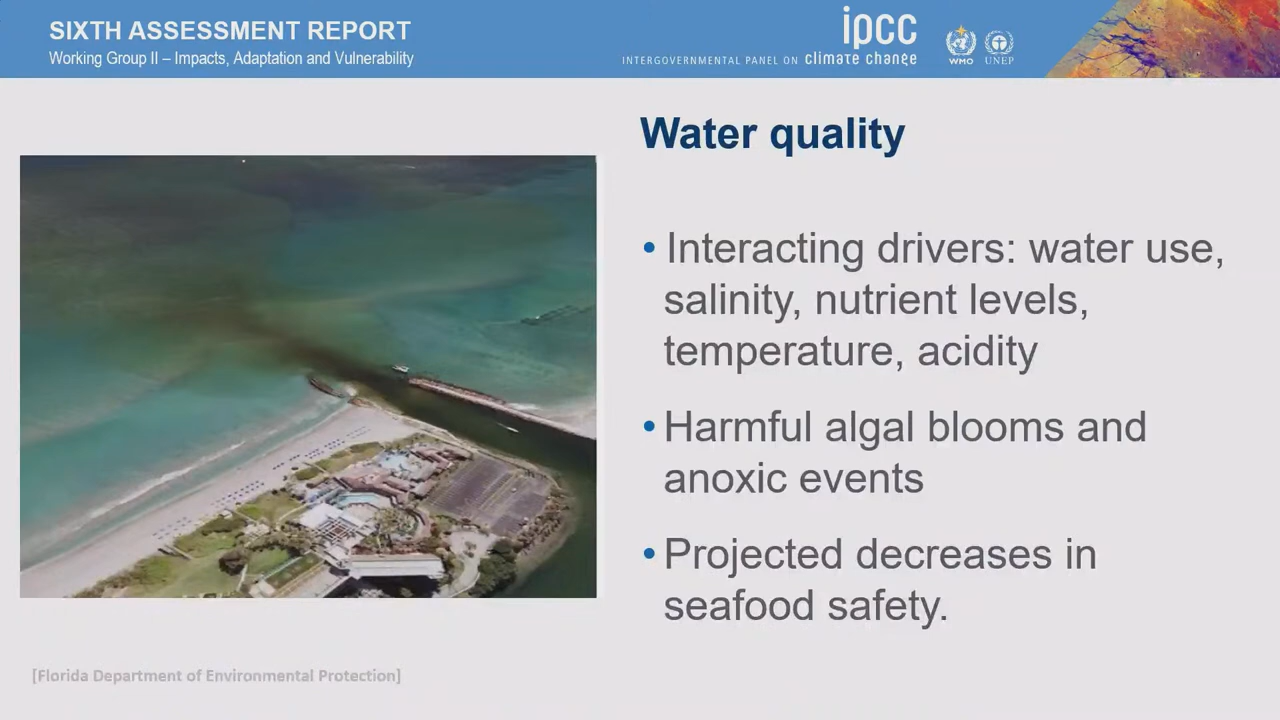 SIXTH ASSESSMENT REPORT
Working Group II – Impacts, Adaptation and Vulnerability
ipcc
INTERGOVERNMENTAL PANEL ON climate change
WMO
UNEP
Water quality
• Interacting drivers: water use,
salinity, nutrient levels,
temperature, acidity
• Harmful algal blooms and
anoxic events
• Projected decreases in
seafood safety.
[Florida Department of Environmental Protection]